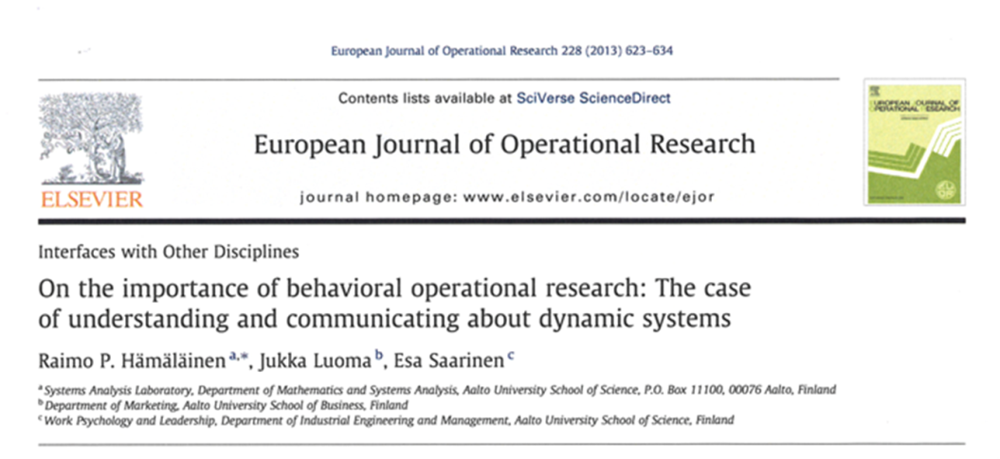 European Journal of Operational Research 228 (2013) 623–634
Contents lists available at SciVerse ScienceDirect
European Journal of Operational Research
journal homepage: www.elsevier.com/locate/ejor
ELSEVIER
EUROPEAN JOURNAL OF
OPERATIONAL RESEARCH
Interfaces with Other Disciplines
On the importance of behavioral operational research: The case
of understanding and communicating about dynamic systems
Raimo P. Hämäläinen a,*, Jukka Luoma b, Esa Saarinen c
a Systems Analysis Laboratory, Department of Mathematics and Systems Analysis, Aalto University School of Science, P.O. Box 11100, 00076 Aalto, Finland
b Department of Marketing, Aalto University School of Business, Finland
c Work Psychology and Leadership, Department of Industrial Engineering and Management, Aalto University School of Science, Finland